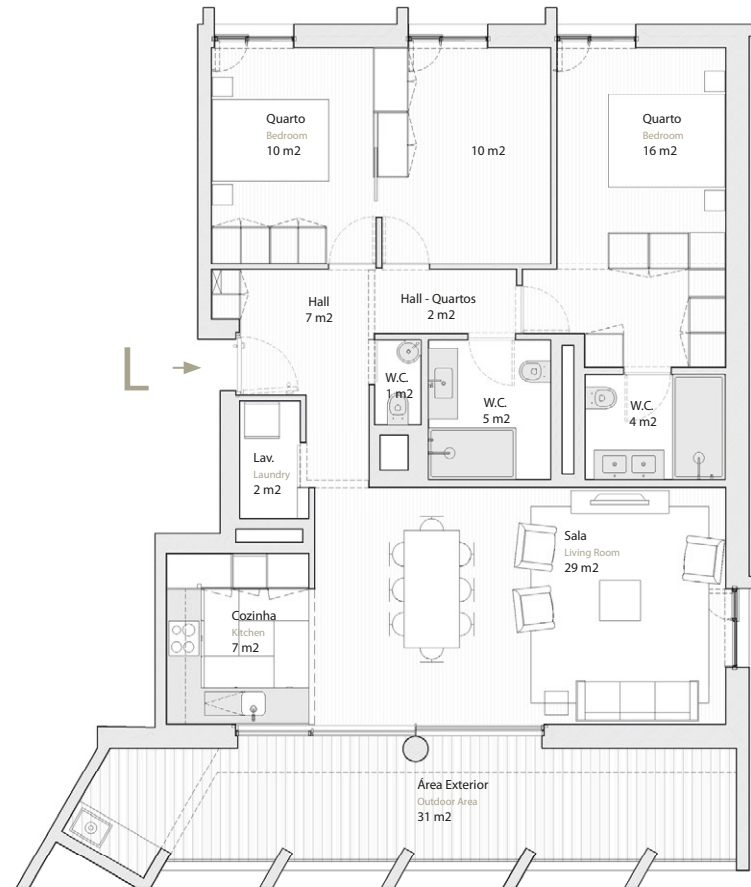 Quarto
Bedroom
10 m2
10 m2
Quarto
Bedroom
16 m2
Hall
7 m2
Hall - Quartos
2 m2
L
W.C.
1 m2
W.C.
5 m2
W.C.
4 m2
Lav.
Laundry
2 m2
Sala
Living Room
29 m2
Cozinha
Kitchen
7 m2
Área Exterior
Outdoor Area
31 m2